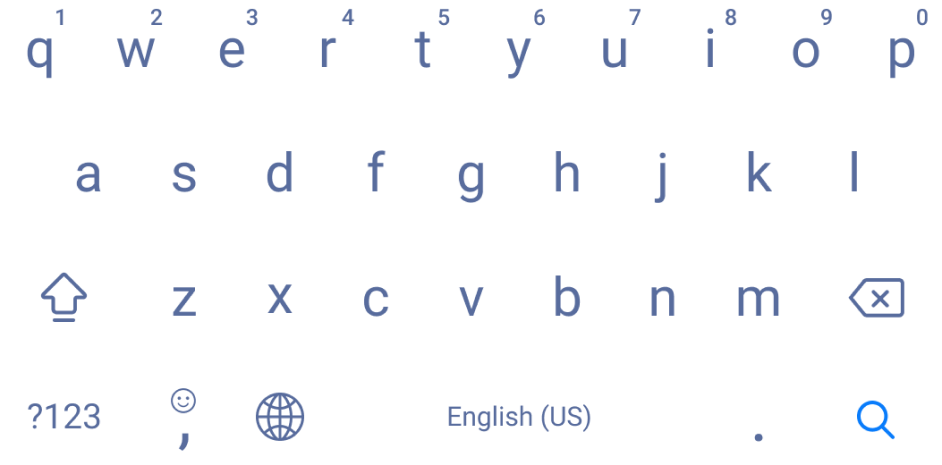 1 2 3 4 5 6 7 8 9 0
q w e r t y u i o p
a s d f g h j k l
z x c v b n m
?123 , English (US) .